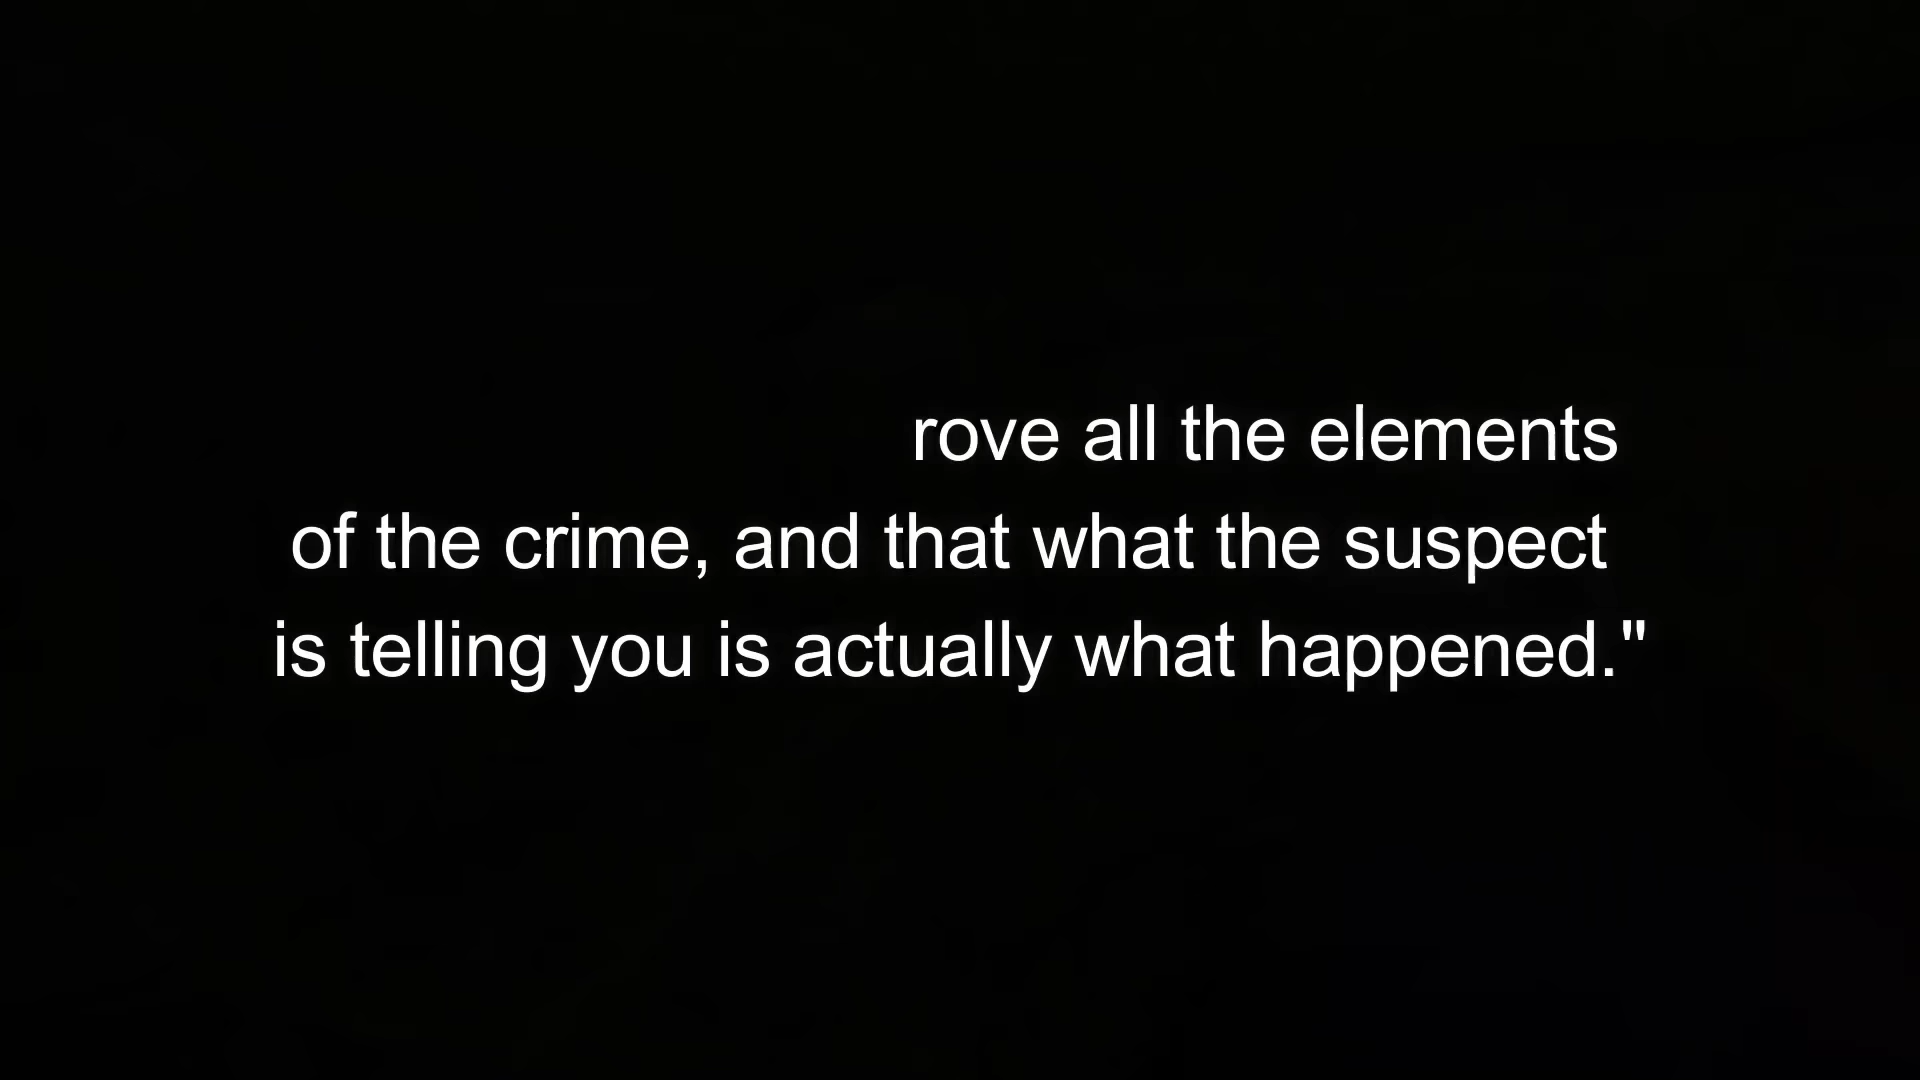 rove all the elements
of the crime, and that what the suspect
is telling you is actually what happened."